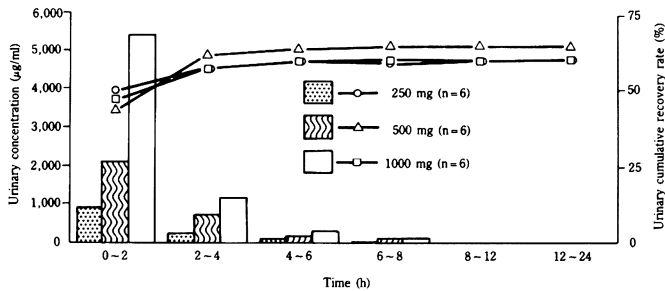 Urinary concentration (μg/ml)
6,000
5,000
4,000
3,000
2,000
1,000
0
250 mg (n=6)
500 mg (n=6)
1000 mg (n=6)
75
50
25
0
Urinary cumulative recovery rate (%)
0~2 2~4 4~6 6~8 8~12 12~24
Time (h)